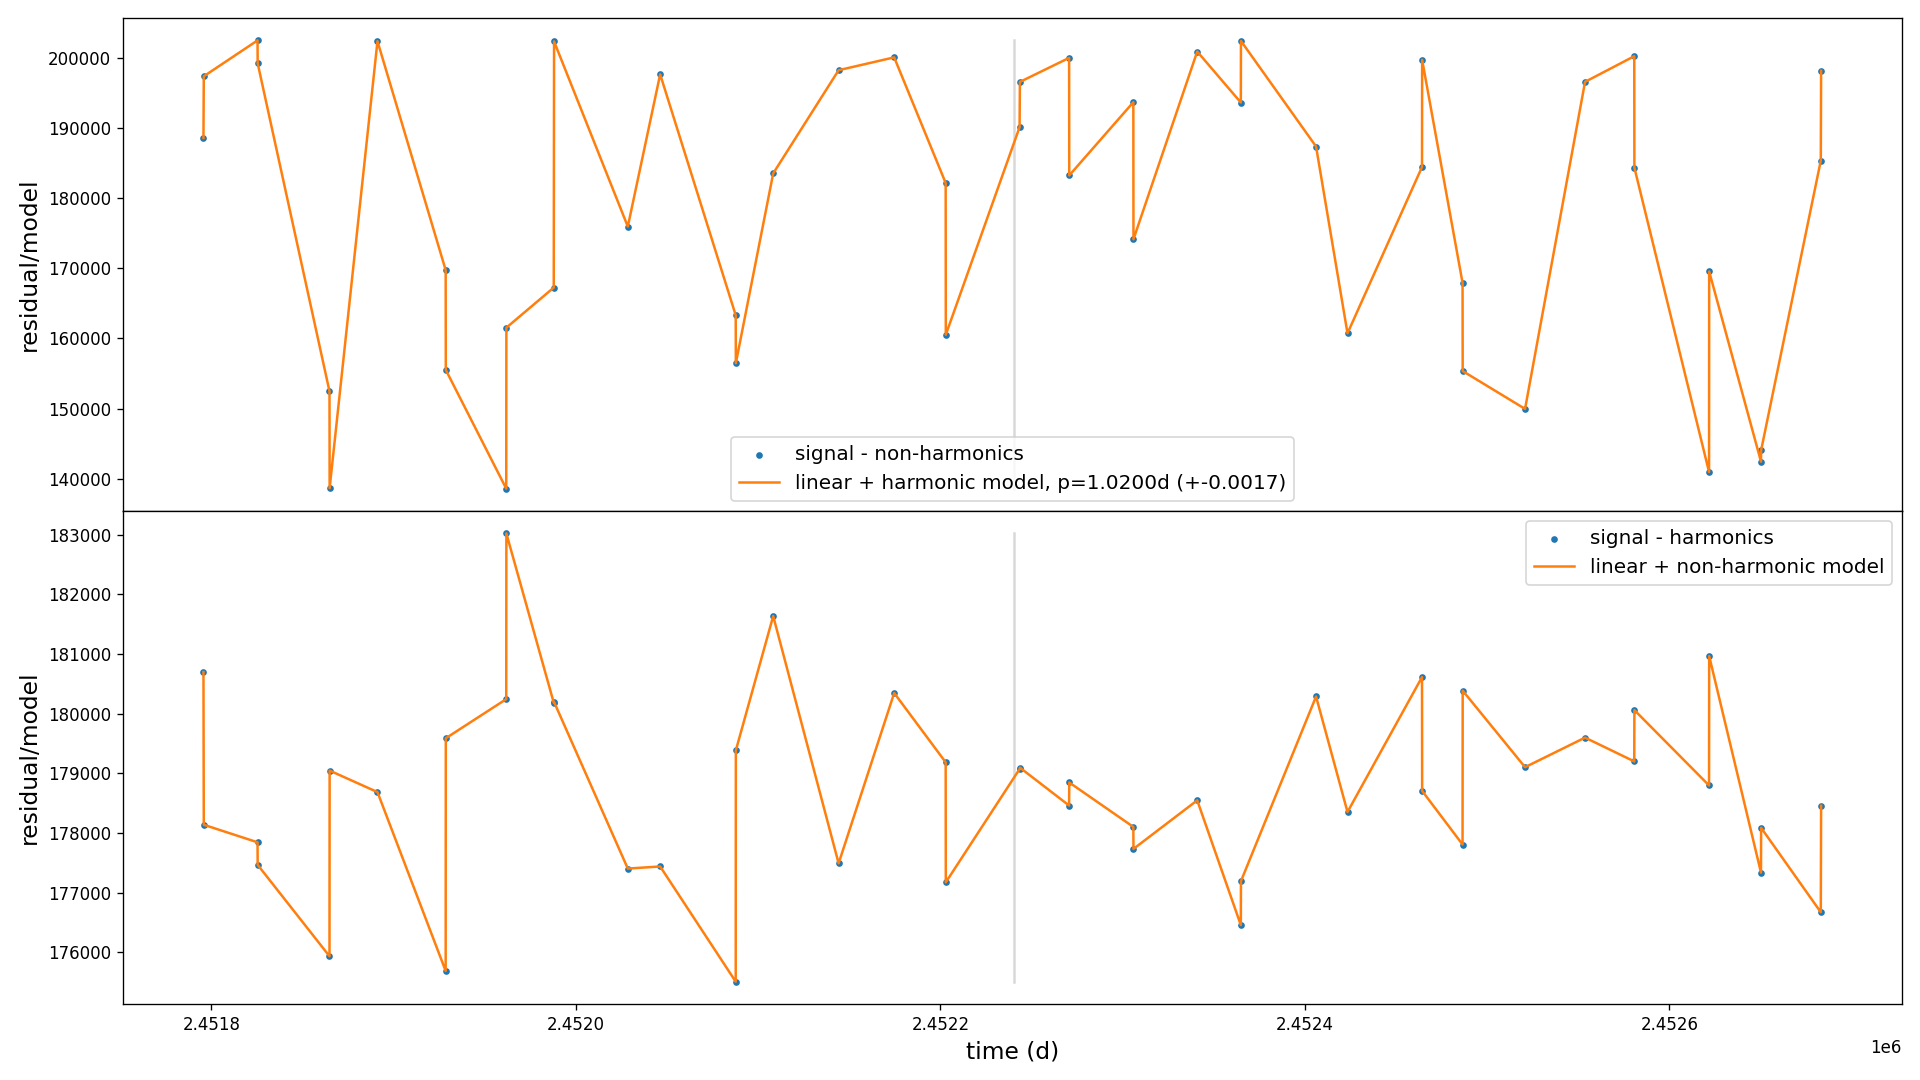 200000
190000
180000
170000
160000
150000
140000
residual/model
signal - non-harmonics
linear + harmonic model, p=1.0200d (+-0.0017)
183000
182000
181000
180000
179000
178000
177000
176000
residual/model
signal - harmonics
linear + non-harmonic model
2.4518
2.4520
2.4522
2.4524
2.4526
1e6
time (d)